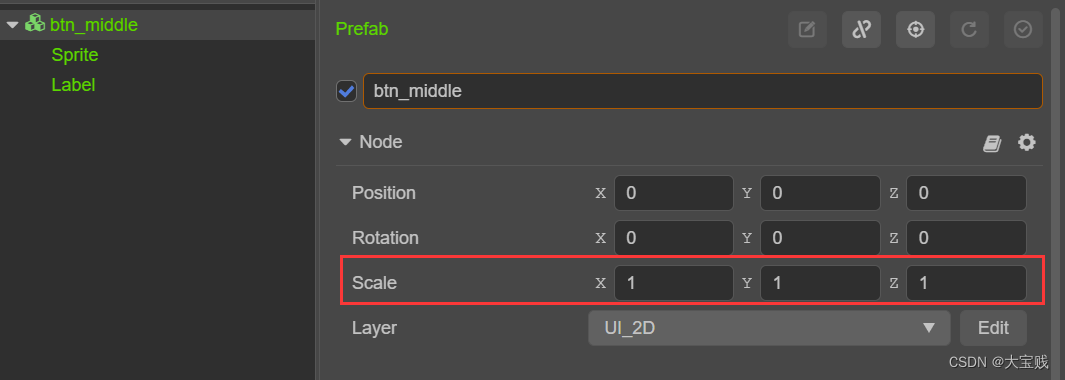 btn_middle
Sprite
Label
Prefab
btn_middle
Node
Position X 0 Y 0 Z 0
Rotation X 0 Y 0 Z 0
Scale X 1 Y 1 Z 1
Layer UI_2D Edit
CSDN @大宝贱